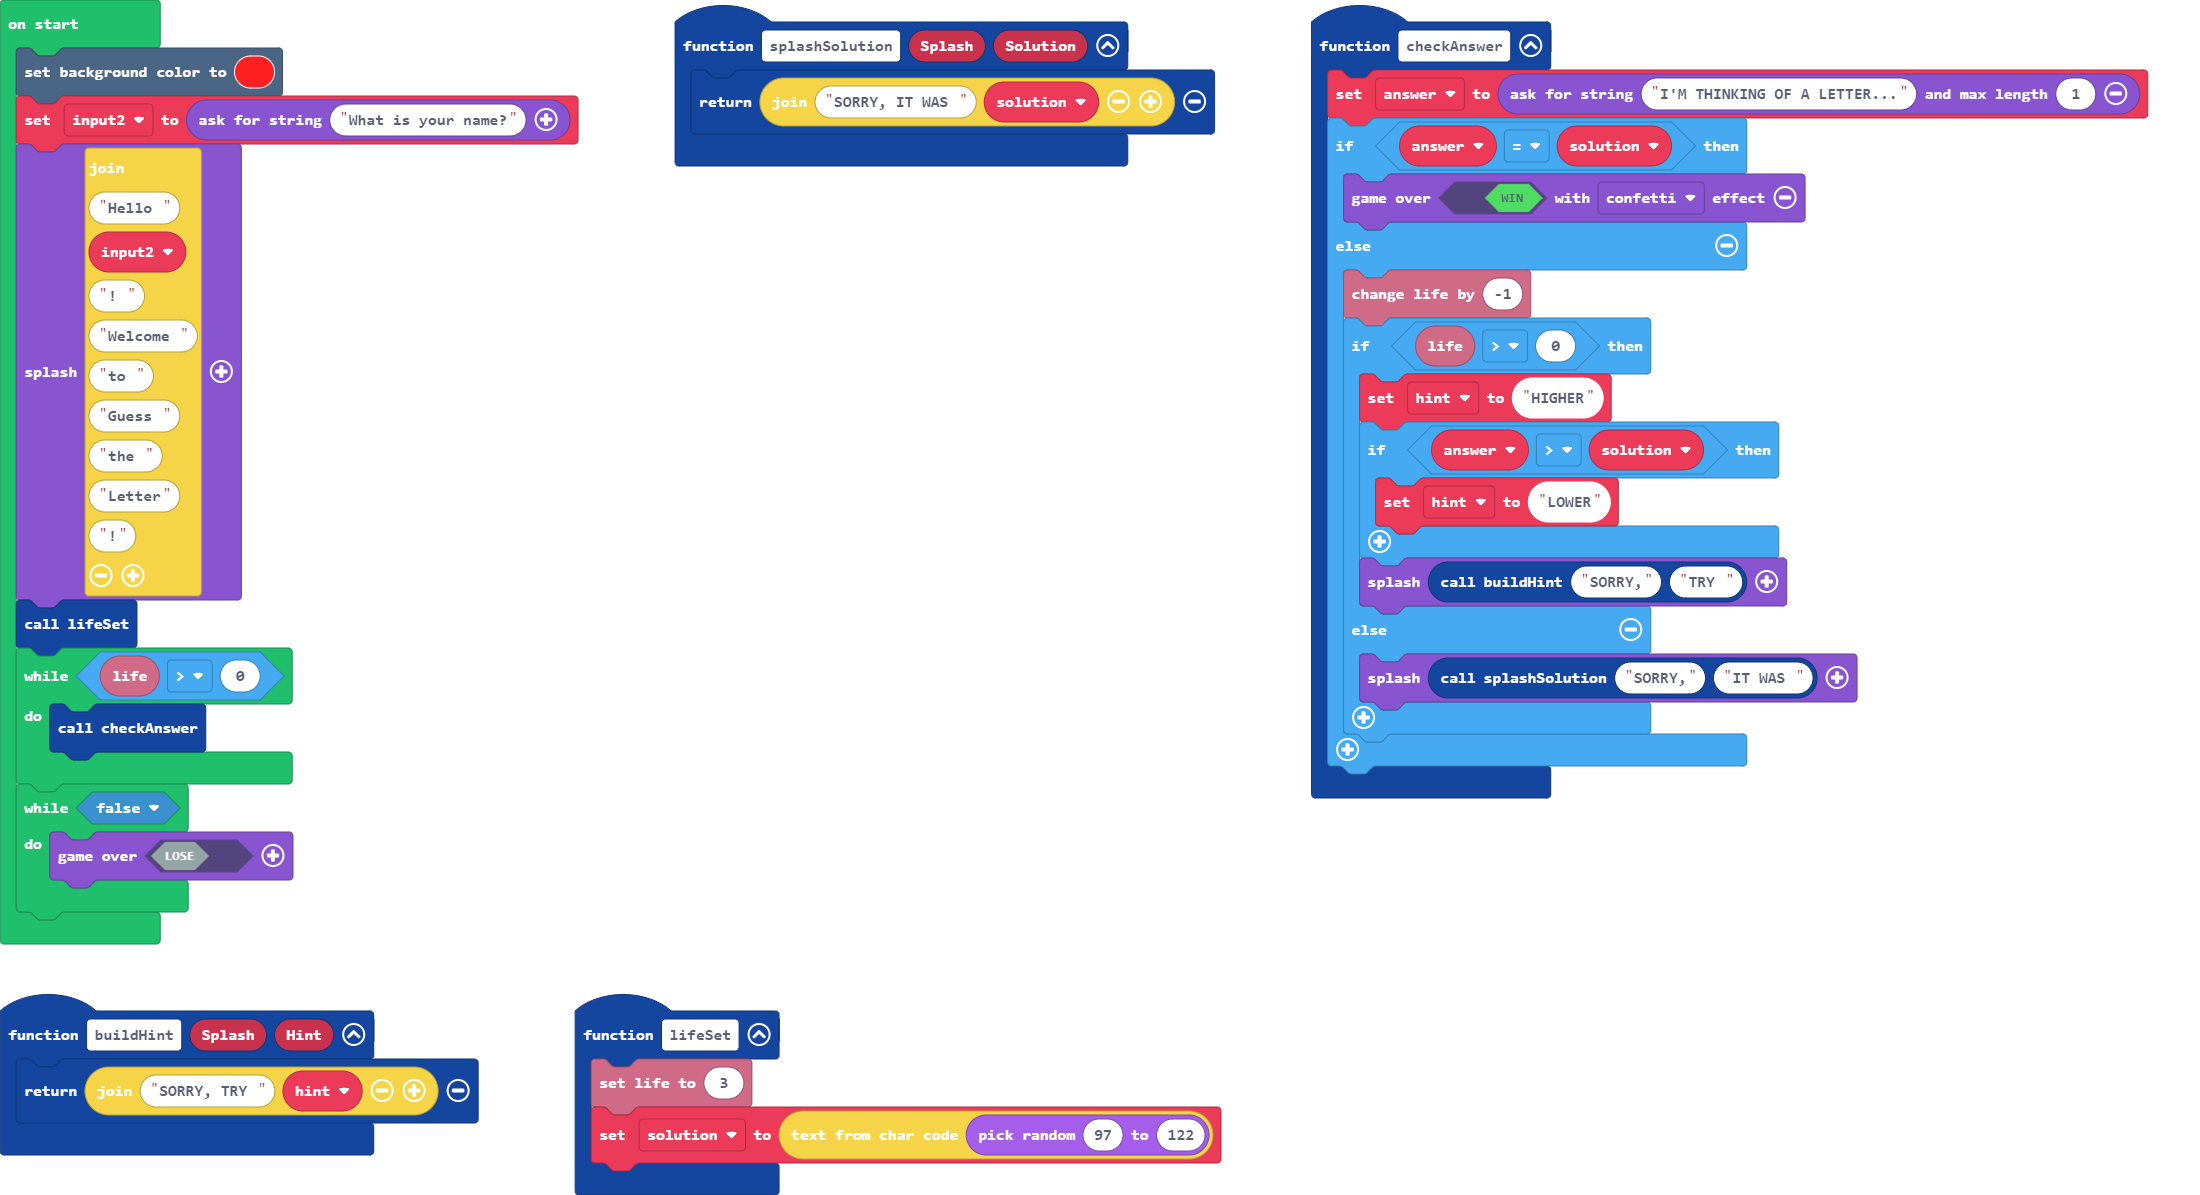 on start
set background color to
set input2 to ask for string "What is your name?"
splash
join
"Hello "
input2
"! "
"Welcome "
"to "
"Guess "
"the "
"Letter"
"!"
call lifeSet
while life > 0
do
call checkAnswer
while false
do
game over LOSE
function splashSolution Splash Solution
return join "SORRY, IT WAS " solution
function checkAnswer
set answer to ask for string "I'M THINKING OF A LETTER..." and max length 1
if answer = solution then
game over WIN with confetti effect
else
change life by -1
if life > 0 then
set hint to "HIGHER"
if answer > solution then
set hint to "LOWER"
splash call buildHint "SORRY," "TRY "
else
splash call splashSolution "SORRY," "IT WAS "
function buildHint Splash Hint
return join "SORRY, TRY " hint
function lifeSet
set life to 3
set solution to text from char code pick random 97 to 122